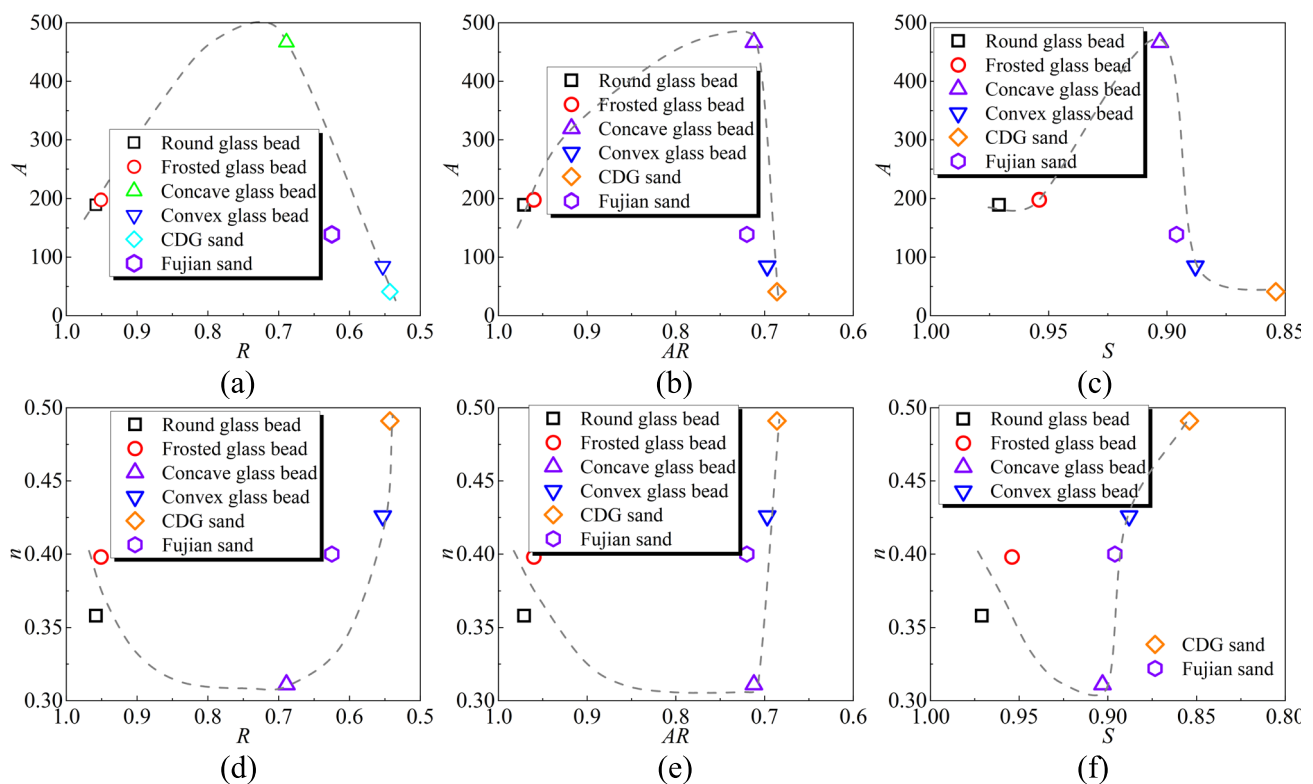 500
400
300
200
100
0
A
Round glass bead
Frosted glass bead
Concave glass bead
Convex glass bead
CDG sand
Fujian sand
1.0 0.9 0.8 0.7 0.6 0.5
R
(a)
500
400
300
200
100
0
A
Round glass bead
Frosted glass bead
Concave glass bead
Convex glass bead
CDG sand
Fujian sand
1.0 0.9 0.8 0.7 0.6
AR
(b)
500
400
300
200
100
0
A
Round glass bead
Frosted glass bead
Concave glass bead
Convex glass bead
CDG sand
Fujian sand
1.00 0.95 0.90 0.85
S
(c)
0.50
0.45
0.40
0.35
0.30
n
Round glass bead
Frosted glass bead
Concave glass bead
Convex glass bead
CDG sand
Fujian sand
1.0 0.9 0.8 0.7 0.6 0.5
R
(d)
0.50
0.45
0.40
0.35
0.30
n
Round glass bead
Frosted glass bead
Concave glass bead
Convex glass bead
CDG sand
Fujian sand
1.0 0.9 0.8 0.7 0.6
AR
(e)
0.50
0.45
0.40
0.35
0.30
n
Round glass bead
Frosted glass bead
Concave glass bead
Convex glass bead
CDG sand
Fujian sand
1.00 0.95 0.90 0.85 0.80
S
(f)